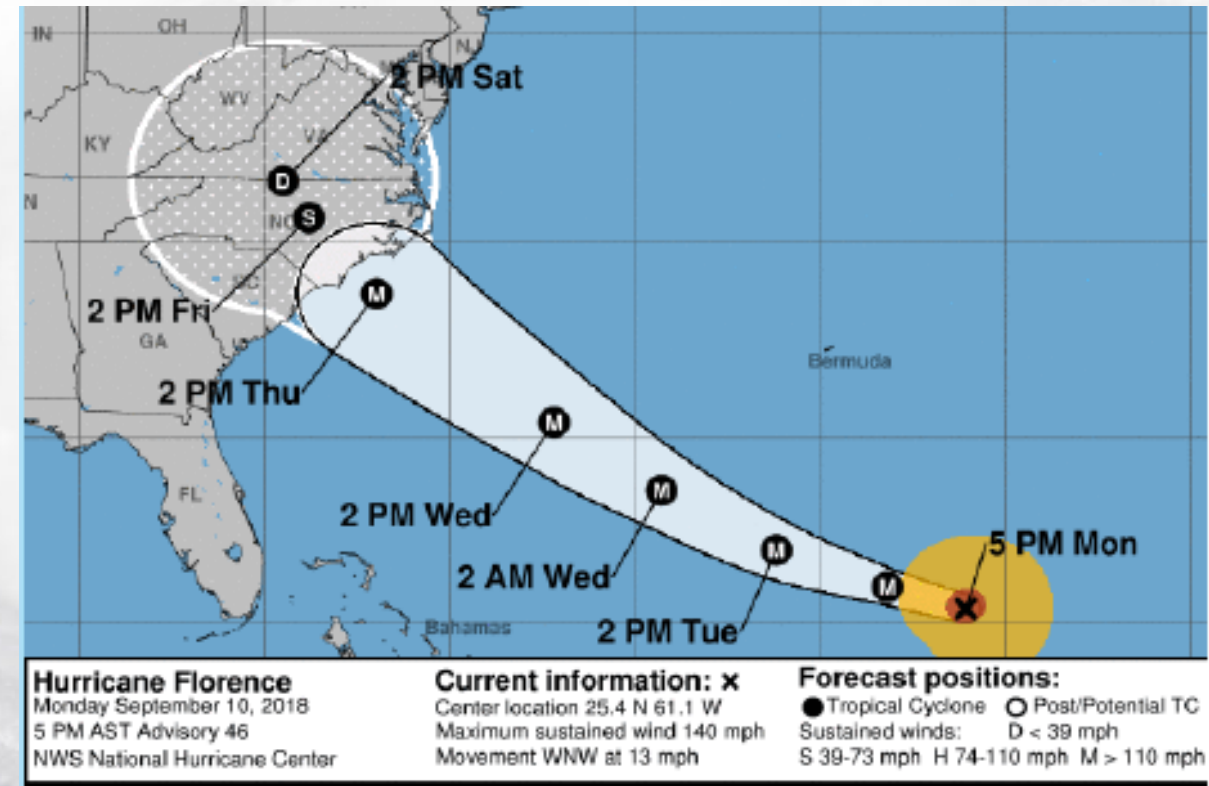 OH
IN
NJ
2 PM Sat
WV
KY
VA
D
N
NC
S
SC
M
2 PM Fri
GA
Bermuda
2 PM Thu
M
M
FL
2 PM Wed
M
5 PM Mon
M
2 AM Wed
Bahamas
2 PM Tue
Hurricane Florence
Monday September 10, 2018
5 PM AST Advisory 46
NWS National Hurricane Center
Current information: ×
Center location 25.4 N 61.1 W
Maximum sustained wind 140 mph
Movement WNW at 13 mph
Forecast positions:
Tropical Cyclone Post/Potential TC
Sustained winds: D < 39 mph
S 39-73 mph H 74-110 mph M > 110 mph